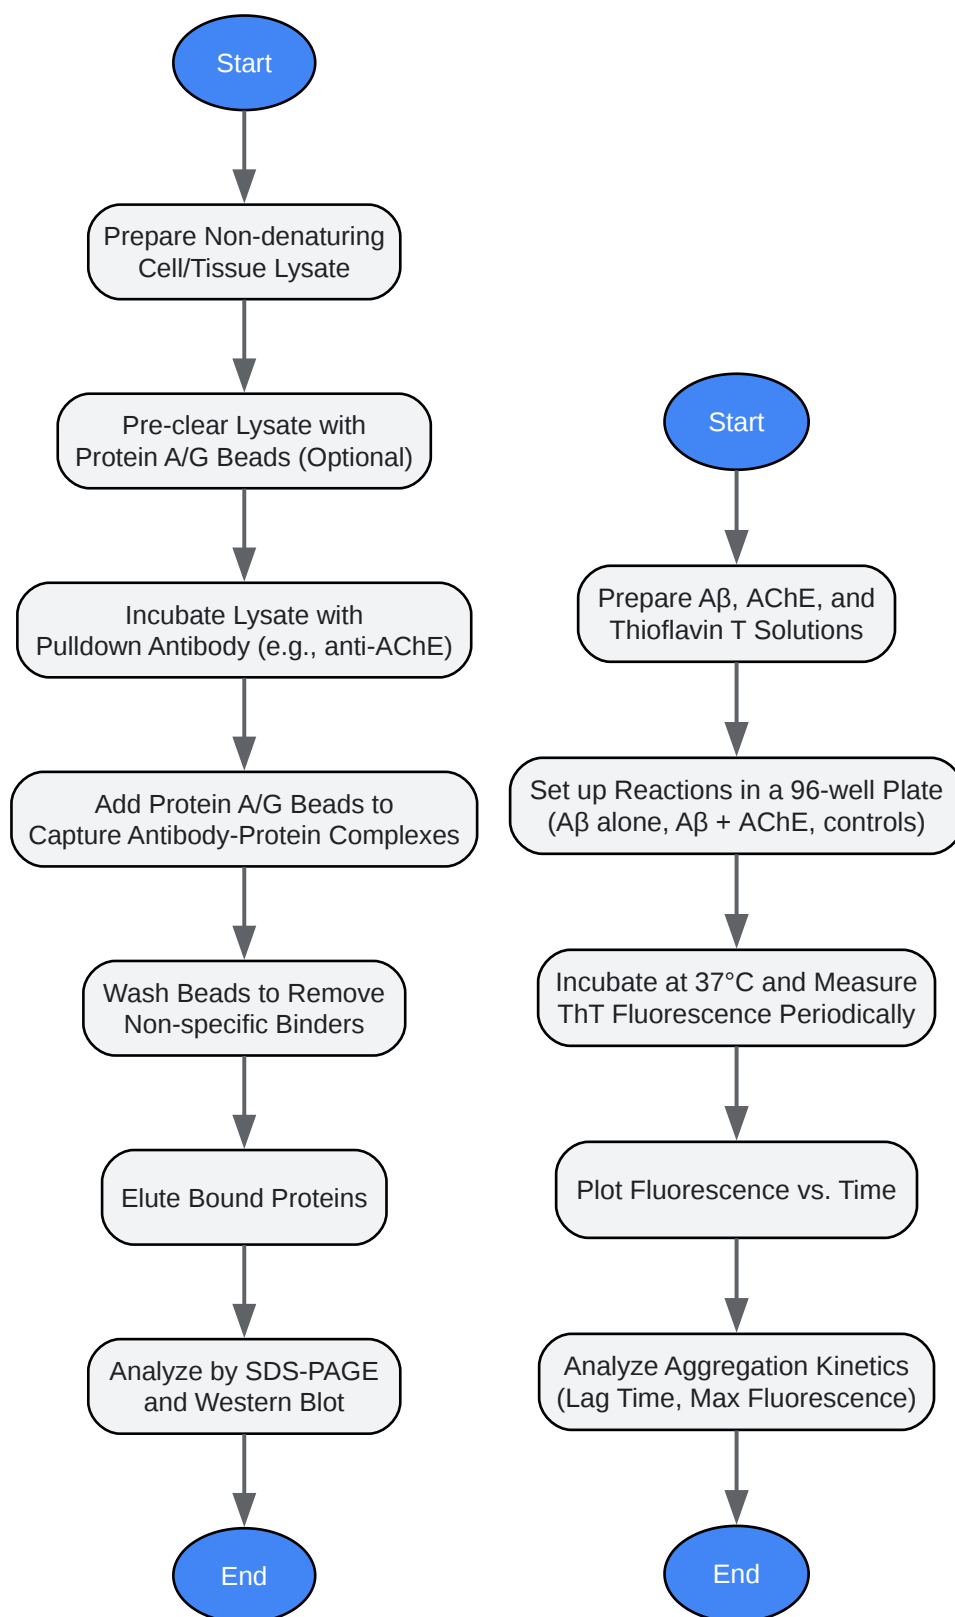 Start
Prepare Non-denaturing
Cell/Tissue Lysate
Pre-clear Lysate with
Protein A/G Beads (Optional)
Incubate Lysate with
Pulldown Antibody (e.g., anti-AChE)
Add Protein A/G Beads to
Capture Antibody-Protein Complexes
Wash Beads to Remove
Non-specific Binders
Elute Bound Proteins
Analyze by SDS-PAGE
and Western Blot
End
Start
Prepare Aβ, AChE, and
Thioflavin T Solutions
Set up Reactions in a 96-well Plate
(Aβ alone, Aβ + AChE, controls)
Incubate at 37°C and Measure
ThT Fluorescence Periodically
Plot Fluorescence vs. Time
Analyze Aggregation Kinetics
(Lag Time, Max Fluorescence)
End